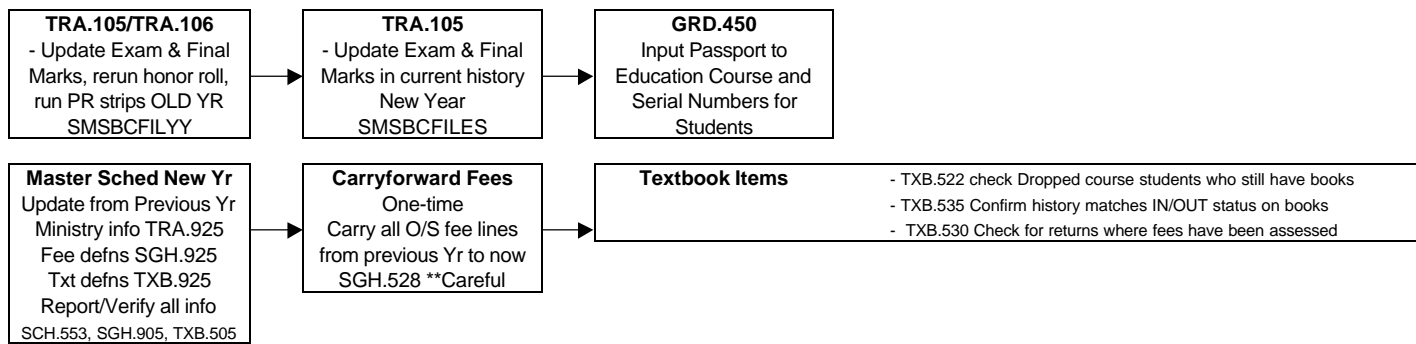 TRA.105/TRA.106
- Update Exam & Final
Marks, rerun honor roll,
run PR strips OLD YR
SMSBCFILYY
TRA.105
- Update Exam & Final
Marks in current history
New Year
SMSBCFILES
GRD.450
Input Passport to
Education Course and
Serial Numbers for
Students
Master Sched New Yr
Update from Previous Yr
Ministry info TRA.925
Fee defns SGH.925
Txt defns TXB.925
Report/Verify all info
SCH.553, SGH.905, TXB.505
Carryforward Fees
One-time
Carry all O/S fee lines
from previous Yr to now
SGH.528 **Careful
Textbook Items
- TXB.522 check Dropped course students who still have books
- TXB.535 Confirm history matches IN/OUT status on books
- TXB.530 Check for returns where fees have been assessed